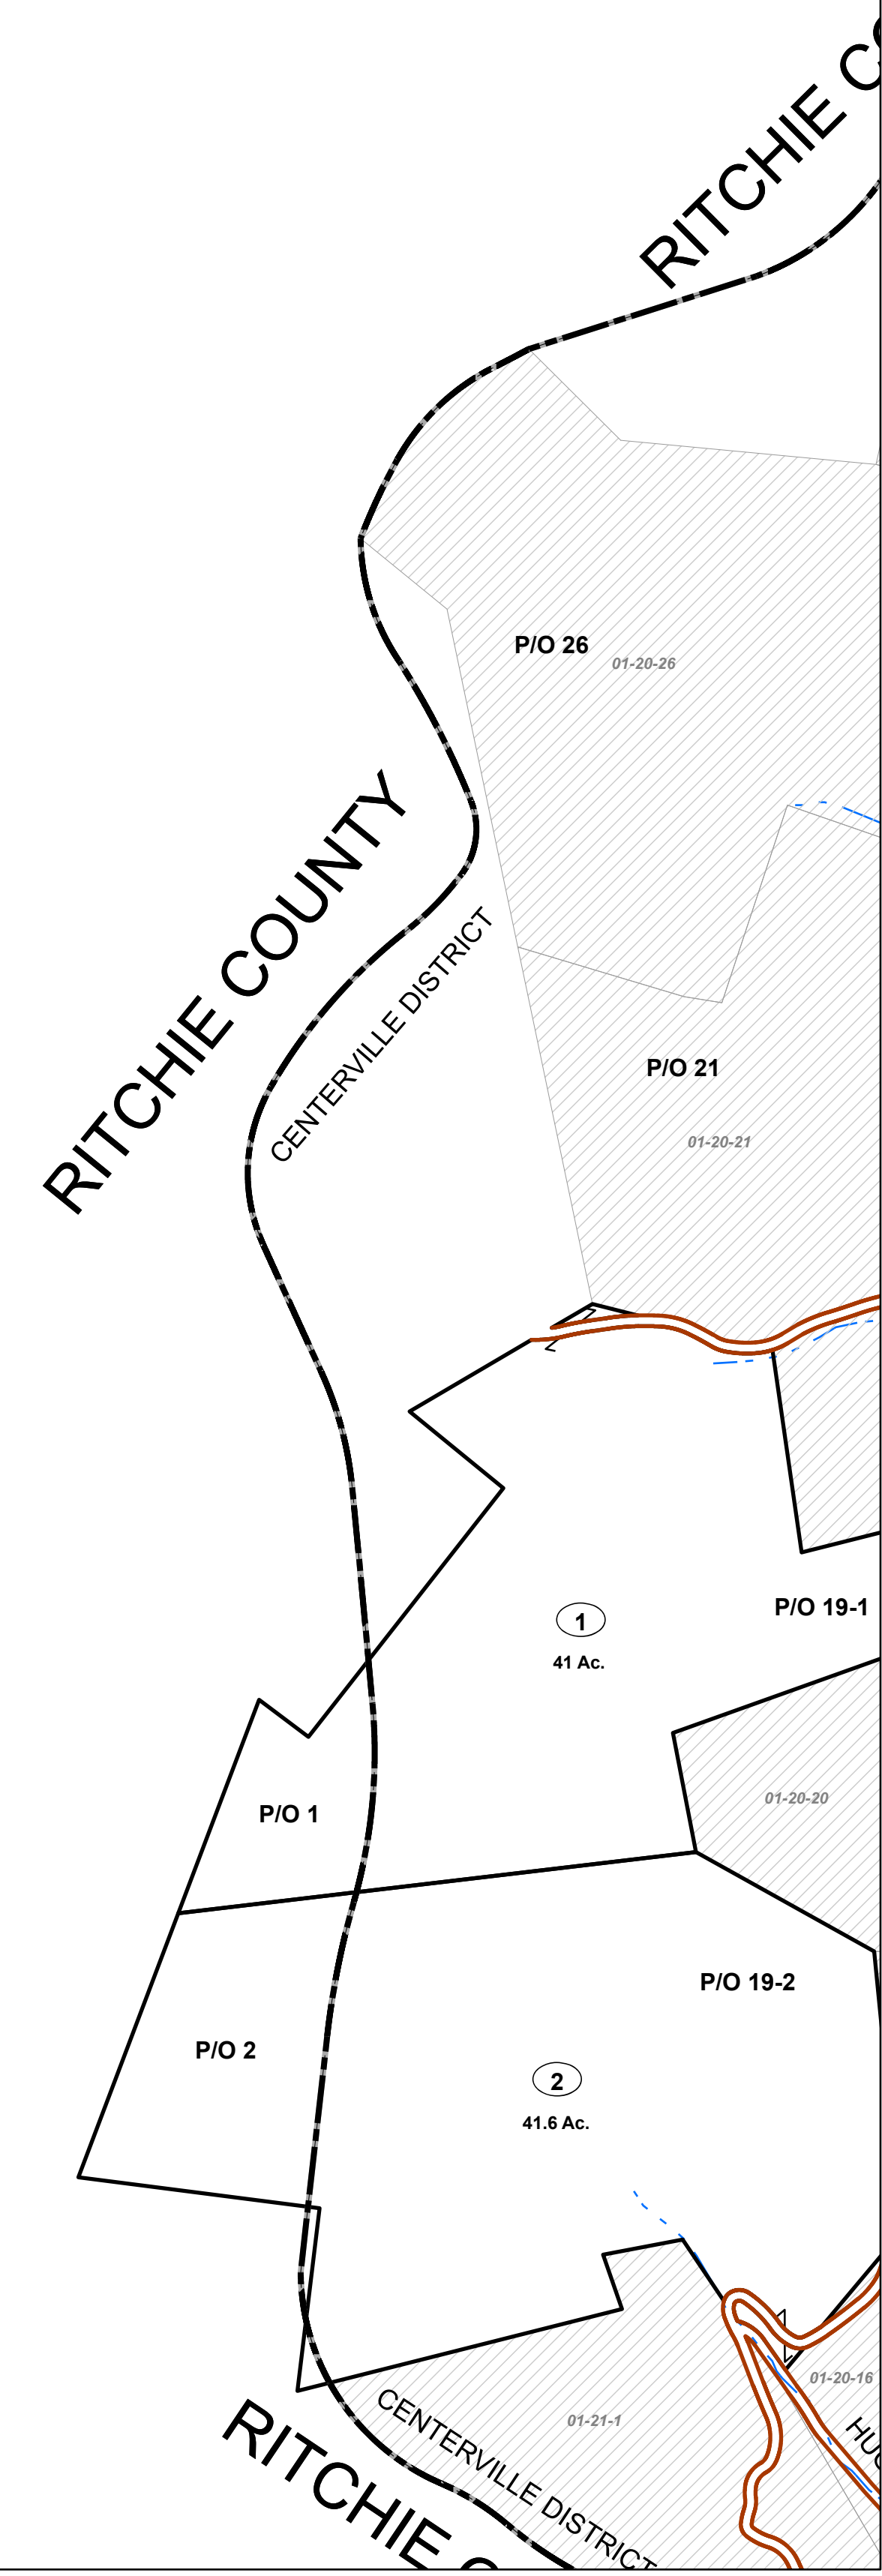 RITCHIE
P/O 26
01-20-26
RITCHIE COUNTY
CENTERVILLE DISTRICT
P/O 21
01-20-21
P/O 19-1
1
41 Ac.
01-20-20
P/O 1
P/O 19-2
P/O 2
2
41.6 Ac.
01-20-16
01-21-1
CENTERVILLE DISTRICT
RITCHIE